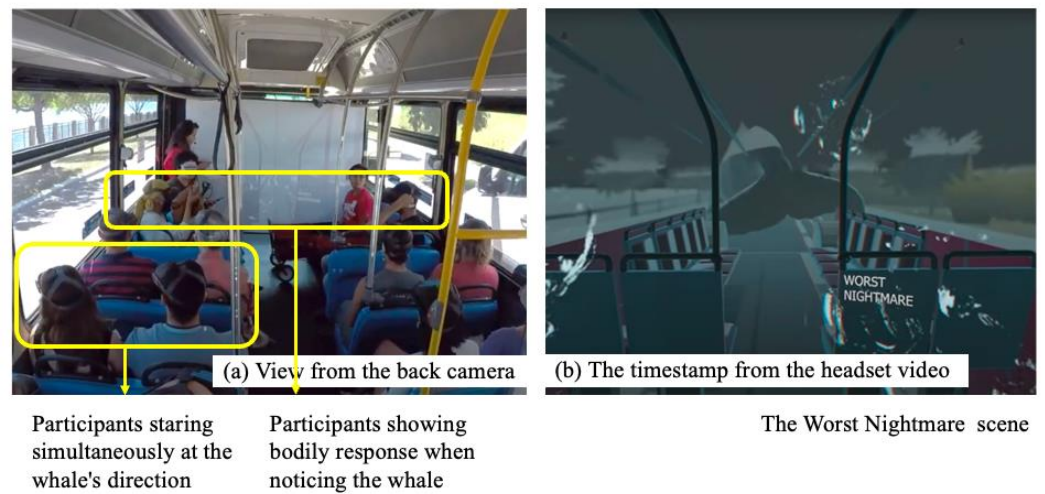 WORST
NIGHTMARE
(a) View from the back camera
(b) The timestamp from the headset video
Participants staring
simultaneously at the
whale's direction
Participants showing
bodily response when
noticing the whale
The Worst Nightmare scene